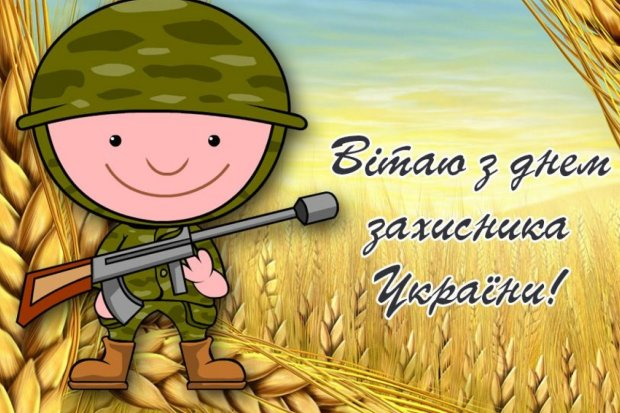 Вітаю з днем
захисника
України!